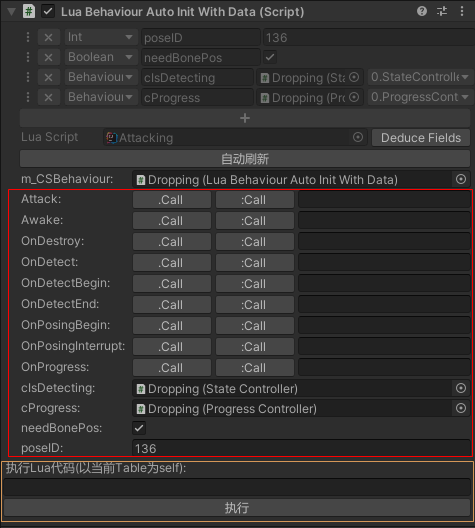 Lua Behaviour Auto Init With Data (Script)
Int poseID 136
Boolean needBonePos
Behaviour cIsDetecting Dropping (Sta 0.StateControlle
Behaviour cProgress Dropping (Pro 0.ProgressCont
Lua Script Attacking Deduce Fields
自动刷新
m_CSBehaviour: Dropping (Lua Behaviour Auto Init With Data)
Attack: .Call :Call
Awake: .Call :Call
OnDestroy: .Call :Call
OnDetect: .Call :Call
OnDetectBegin: .Call :Call
OnDetectEnd: .Call :Call
OnPosingBegin: .Call :Call
OnPosingInterrupt: .Call :Call
OnProgress: .Call :Call
cIsDetecting: Dropping (State Controller)
cProgress: Dropping (Progress Controller)
needBonePos:
poseID: 136
执行Lua代码(以当前Table为self):
执行